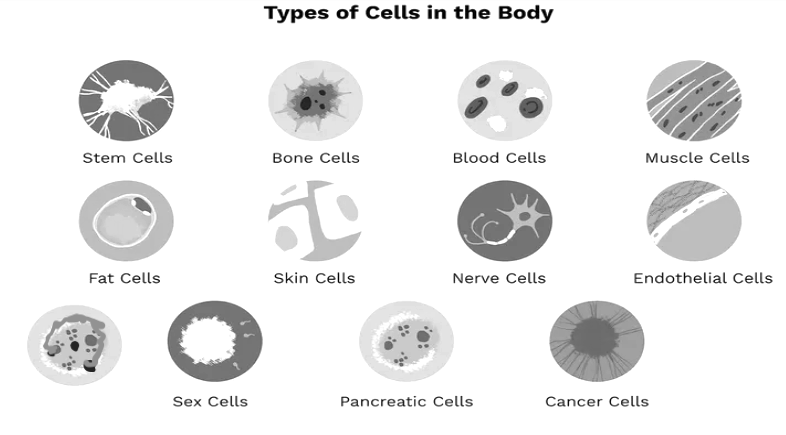 Types of Cells in the Body
Stem Cells
Bone Cells
Blood Cells
Muscle Cells
Fat Cells
Skin Cells
Nerve Cells
Endothelial Cells
Sex Cells
Pancreatic Cells
Cancer Cells